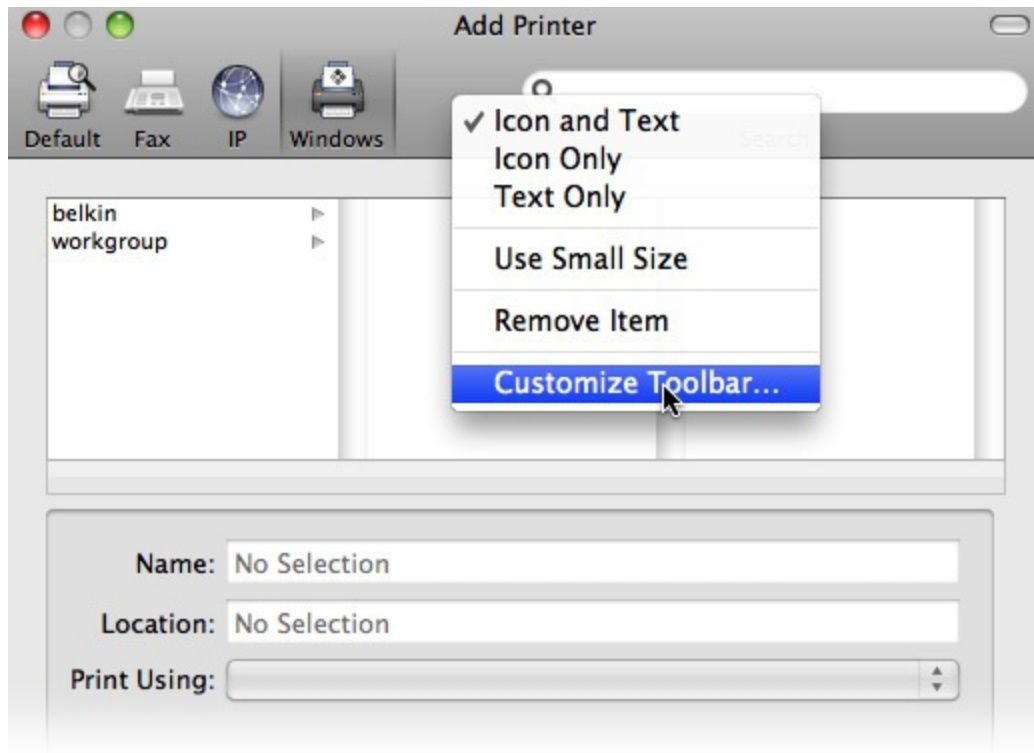 Add Printer
Default Fax IP Windows
Search
✓ Icon and Text
Icon Only
Text Only
Use Small Size
Remove Item
Customize Toolbar...
belkin
workgroup
Name: No Selection
Location: No Selection
Print Using: